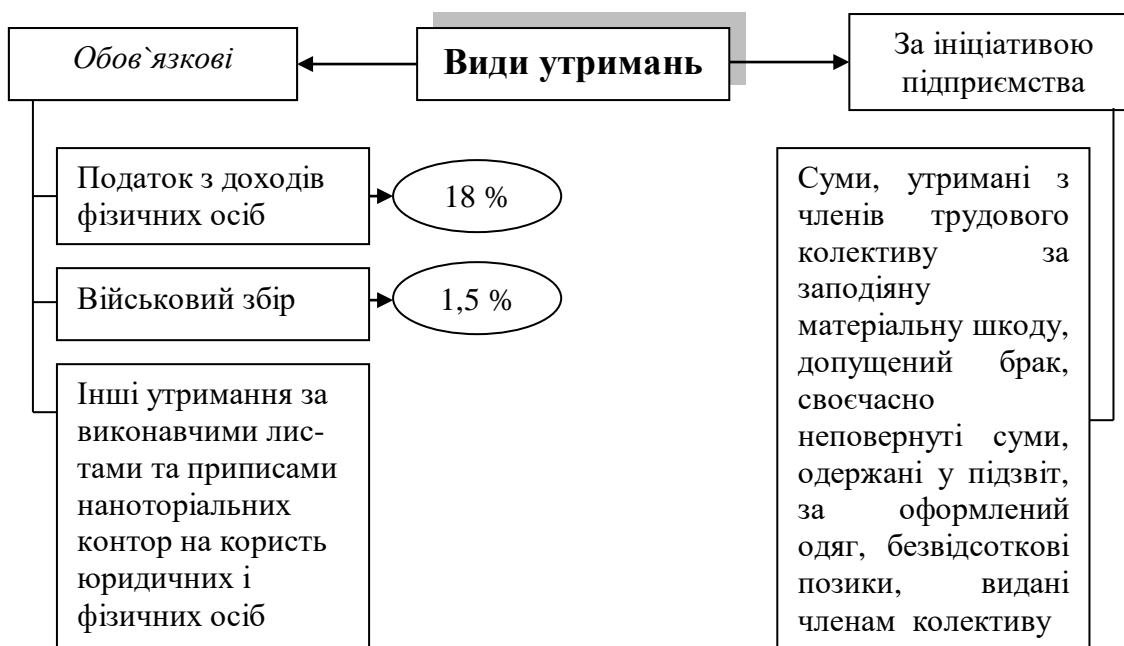 Обов`язкові
Види утримань
За ініціативою
підприємства
Податок з доходів
фізичних осіб
18 %
Військовий збір
1,5 %
Інші утримання за
виконавчими лис-
тами та приписами
наноторіальних
контор на користь
юридичних і
фізичних осіб
Суми, утримані з
членів трудового
колективу за
заподіяну
матеріальну шкоду,
допущений брак,
своєчасно
неповернуті суми,
одержані у підзвіт,
за оформлений
одяг, безвідсоткові
позики, видані
членам колективу